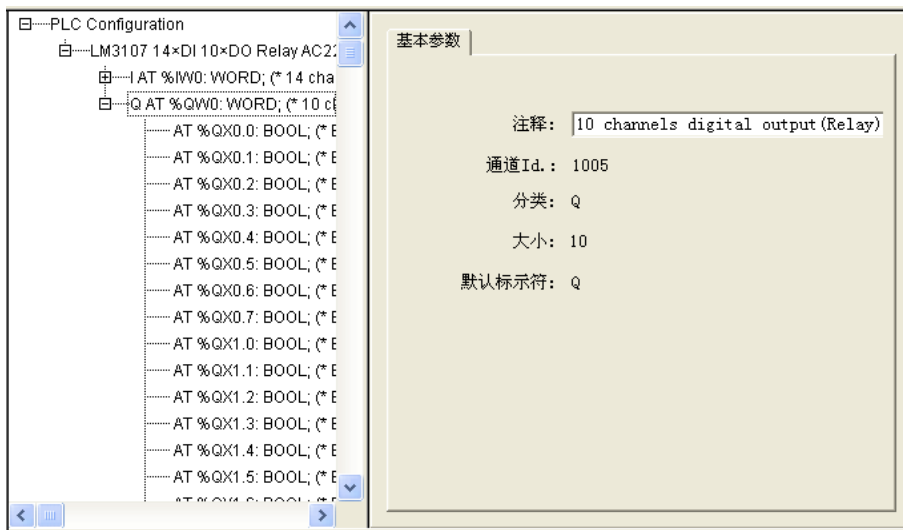 PLC Configuration
LM3107 14×DI 10×DO Relay AC22
I AT %IW0: WORD; (* 14 cha
Q AT %QW0: WORD; (* 10 cl
AT %QX0.0: BOOL; (* E
AT %QX0.1: BOOL; (* E
AT %QX0.2: BOOL; (* E
AT %QX0.3: BOOL; (* E
AT %QX0.4: BOOL; (* E
AT %QX0.5: BOOL; (* E
AT %QX0.6: BOOL; (* E
AT %QX0.7: BOOL; (* E
AT %QX1.0: BOOL; (* E
AT %QX1.1: BOOL; (* E
AT %QX1.2: BOOL; (* E
AT %QX1.3: BOOL; (* E
AT %QX1.4: BOOL; (* E
AT %QX1.5: BOOL; (* E
基本参数
注释: 10 channels digital output(Relay)
通道Id.: 1005
分类: Q
大小: 10
默认标示符: Q